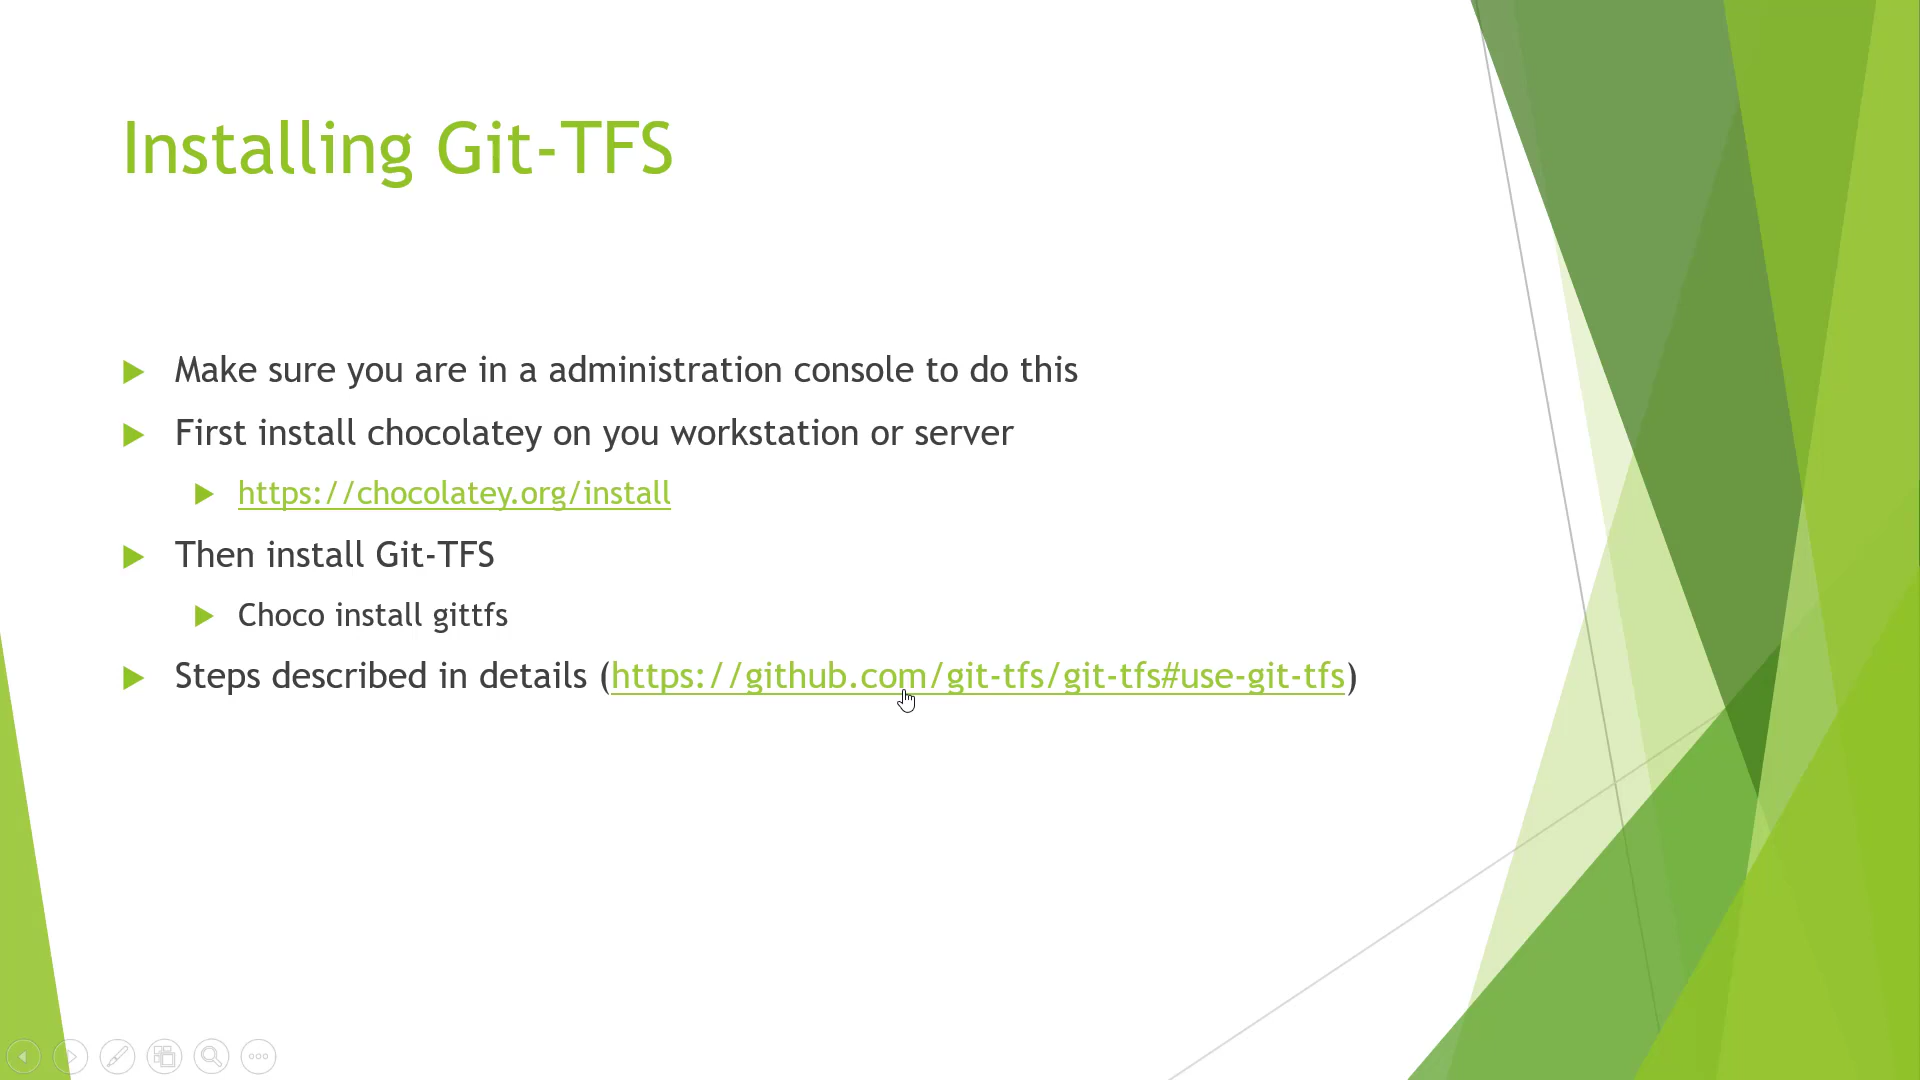 Installing Git-TFS
Make sure you are in a administration console to do this
First install chocolatey on you workstation or server
https://chocolatey.org/install
Then install Git-TFS
Choco install gittfs
Steps described in details (https://github.com/git-tfs/git-tfs#use-git-tfs)